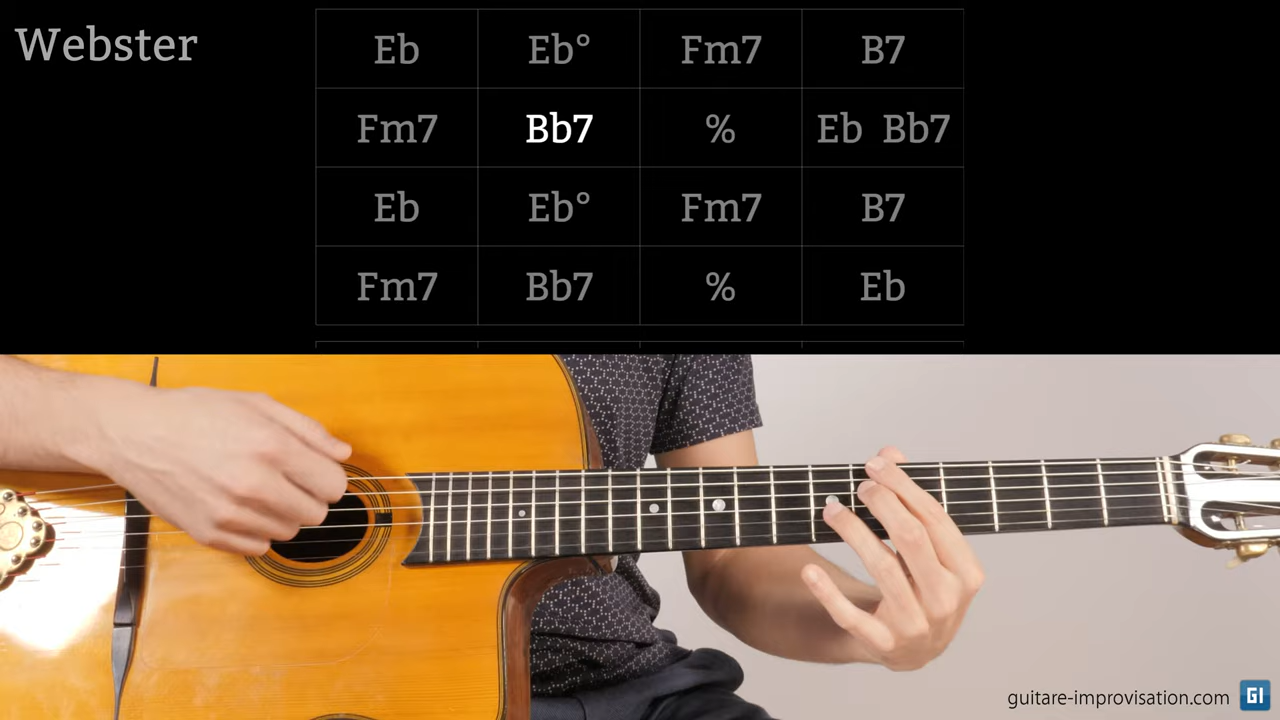 Webster
Eb Eb° Fm7 B7
Fm7 Bb7 % Eb Bb7
Eb Eb° Fm7 B7
Fm7 Bb7 % Eb
guitare-improvisation.com GI